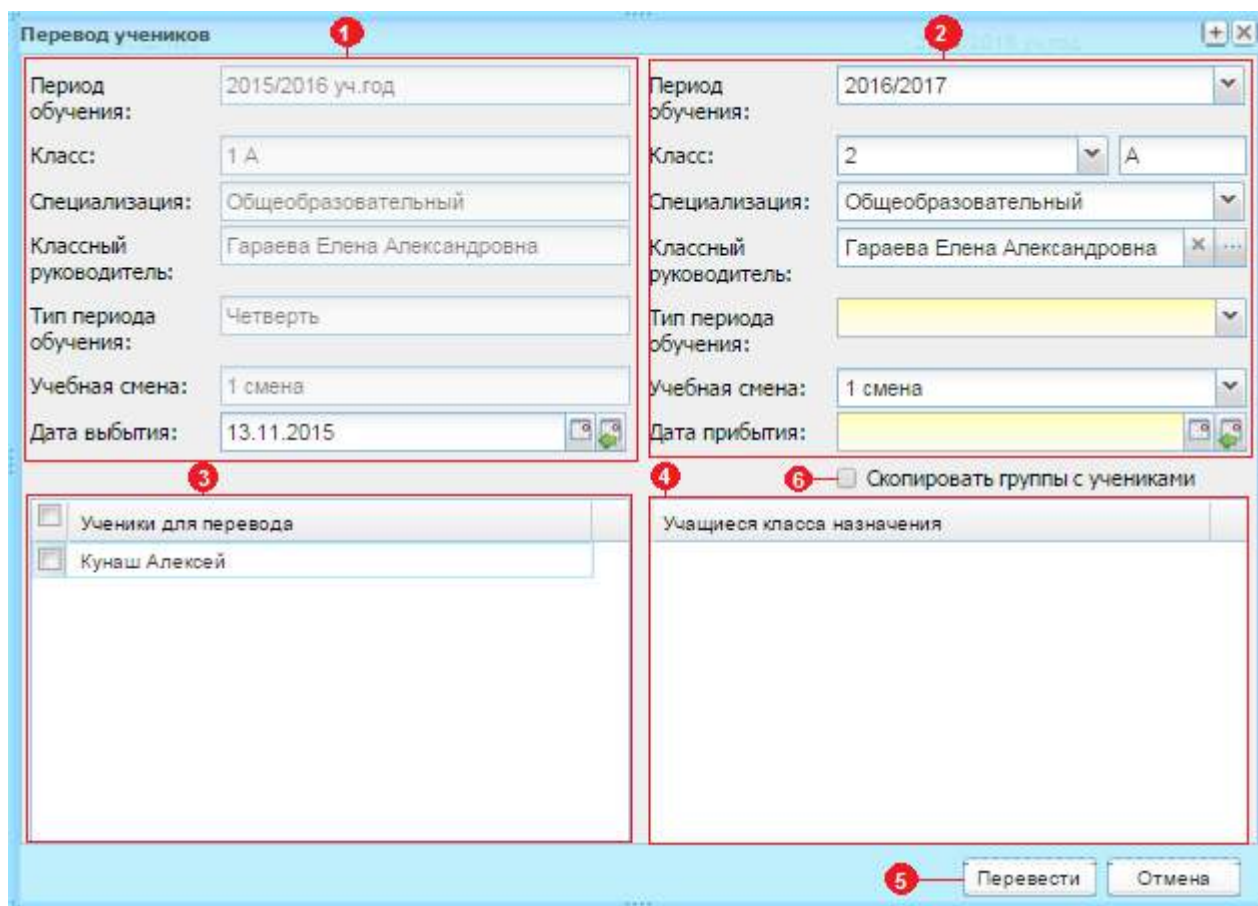 Перевод учеников
1
2
Период
обучения:
2015/2016 уч.год
Период
обучения:
2016/2017
Класс:
1 А
Класс:
2
А
Специализация:
Общеобразовательный
Специализация:
Общеобразовательный
Классный
руководитель:
Гараева Елена Александровна
Классный
руководитель:
Гараева Елена Александровна
Тип периода
обучения:
Четверть
Тип периода
обучения:
Учебная смена:
1 смена
Учебная смена:
1 смена
Дата выбытия:
13.11.2015
Дата прибытия:
3
4
6
Скопировать группы с учениками
Ученики для перевода
Учащиеся класса назначения
Кунаш Алексей
5
Перевести
Отмена